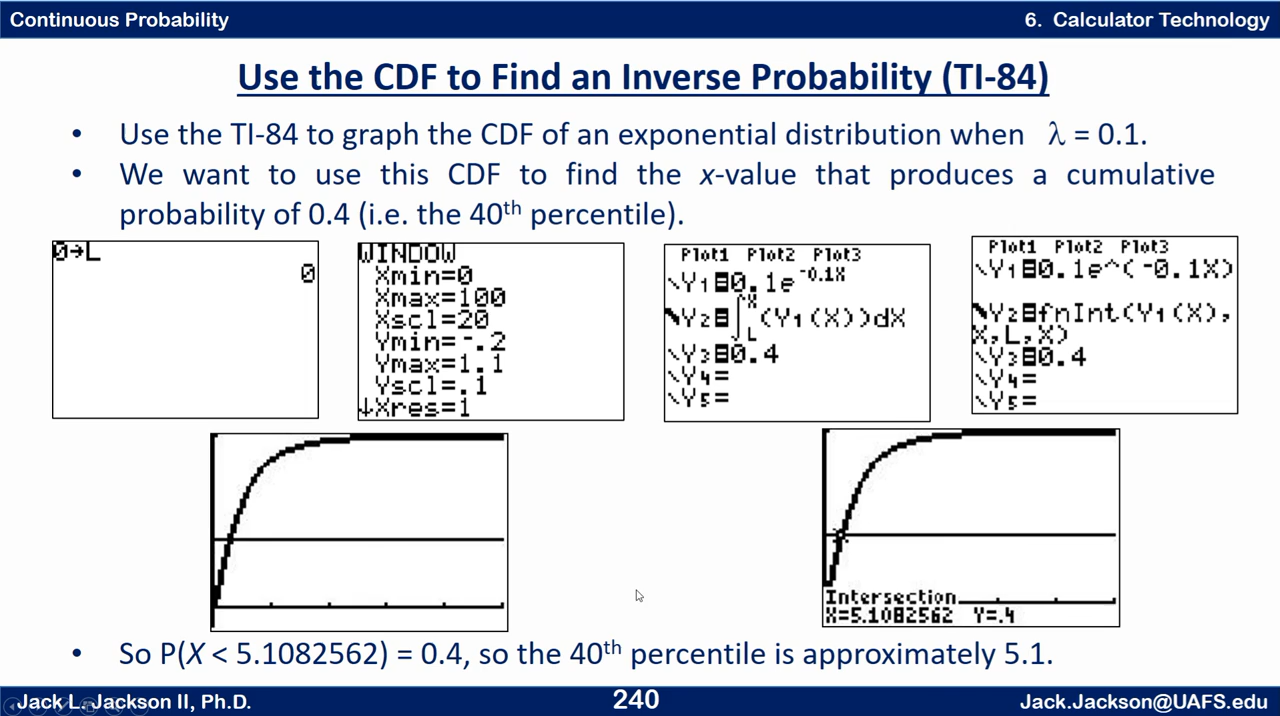 Continuous Probability
6. Calculator Technology
Use the CDF to Find an Inverse Probability (TI-84)
• Use the TI-84 to graph the CDF of an exponential distribution when λ = 0.1.
• We want to use this CDF to find the x-value that produces a cumulative
probability of 0.4 (i.e. the 40th percentile).
0→L
0
WINDOW
Xmin=0
Xmax=100
Xscl=20
Ymin=-.2
Ymax=1.1
Yscl=.1
↓Xres=1
Plot1 Plot2 Plot3
\Y1=0.1e^-0.1X
\Y2=∫LX(Y1(X))dX
\Y3=0.4
\Y4=
\Y5=
Plot1 Plot2 Plot3
\Y1=0.1e^(-0.1X)
\Y2=fnInt(Y1(X),
X,L,X)
\Y3=0.4
\Y4=
\Y5=
Intersection
X=5.1082562 Y=.4
• So P(X < 5.1082562) = 0.4, so the 40th percentile is approximately 5.1.
Jack L. Jackson II, Ph.D.
240
Jack.Jackson@UAFS.edu